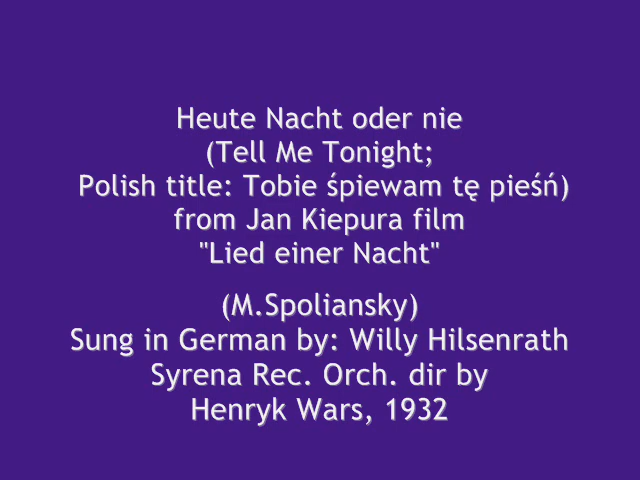 Heute Nacht oder nie
(Tell Me Tonight;
Polish title: Tobie śpiewam tę pieśń)
from Jan Kiepura film
"Lied einer Nacht"
(M.Spoliansky)
Sung in German by: Willy Hilsenrath
Syrena Rec. Orch. dir by
Henryk Wars, 1932